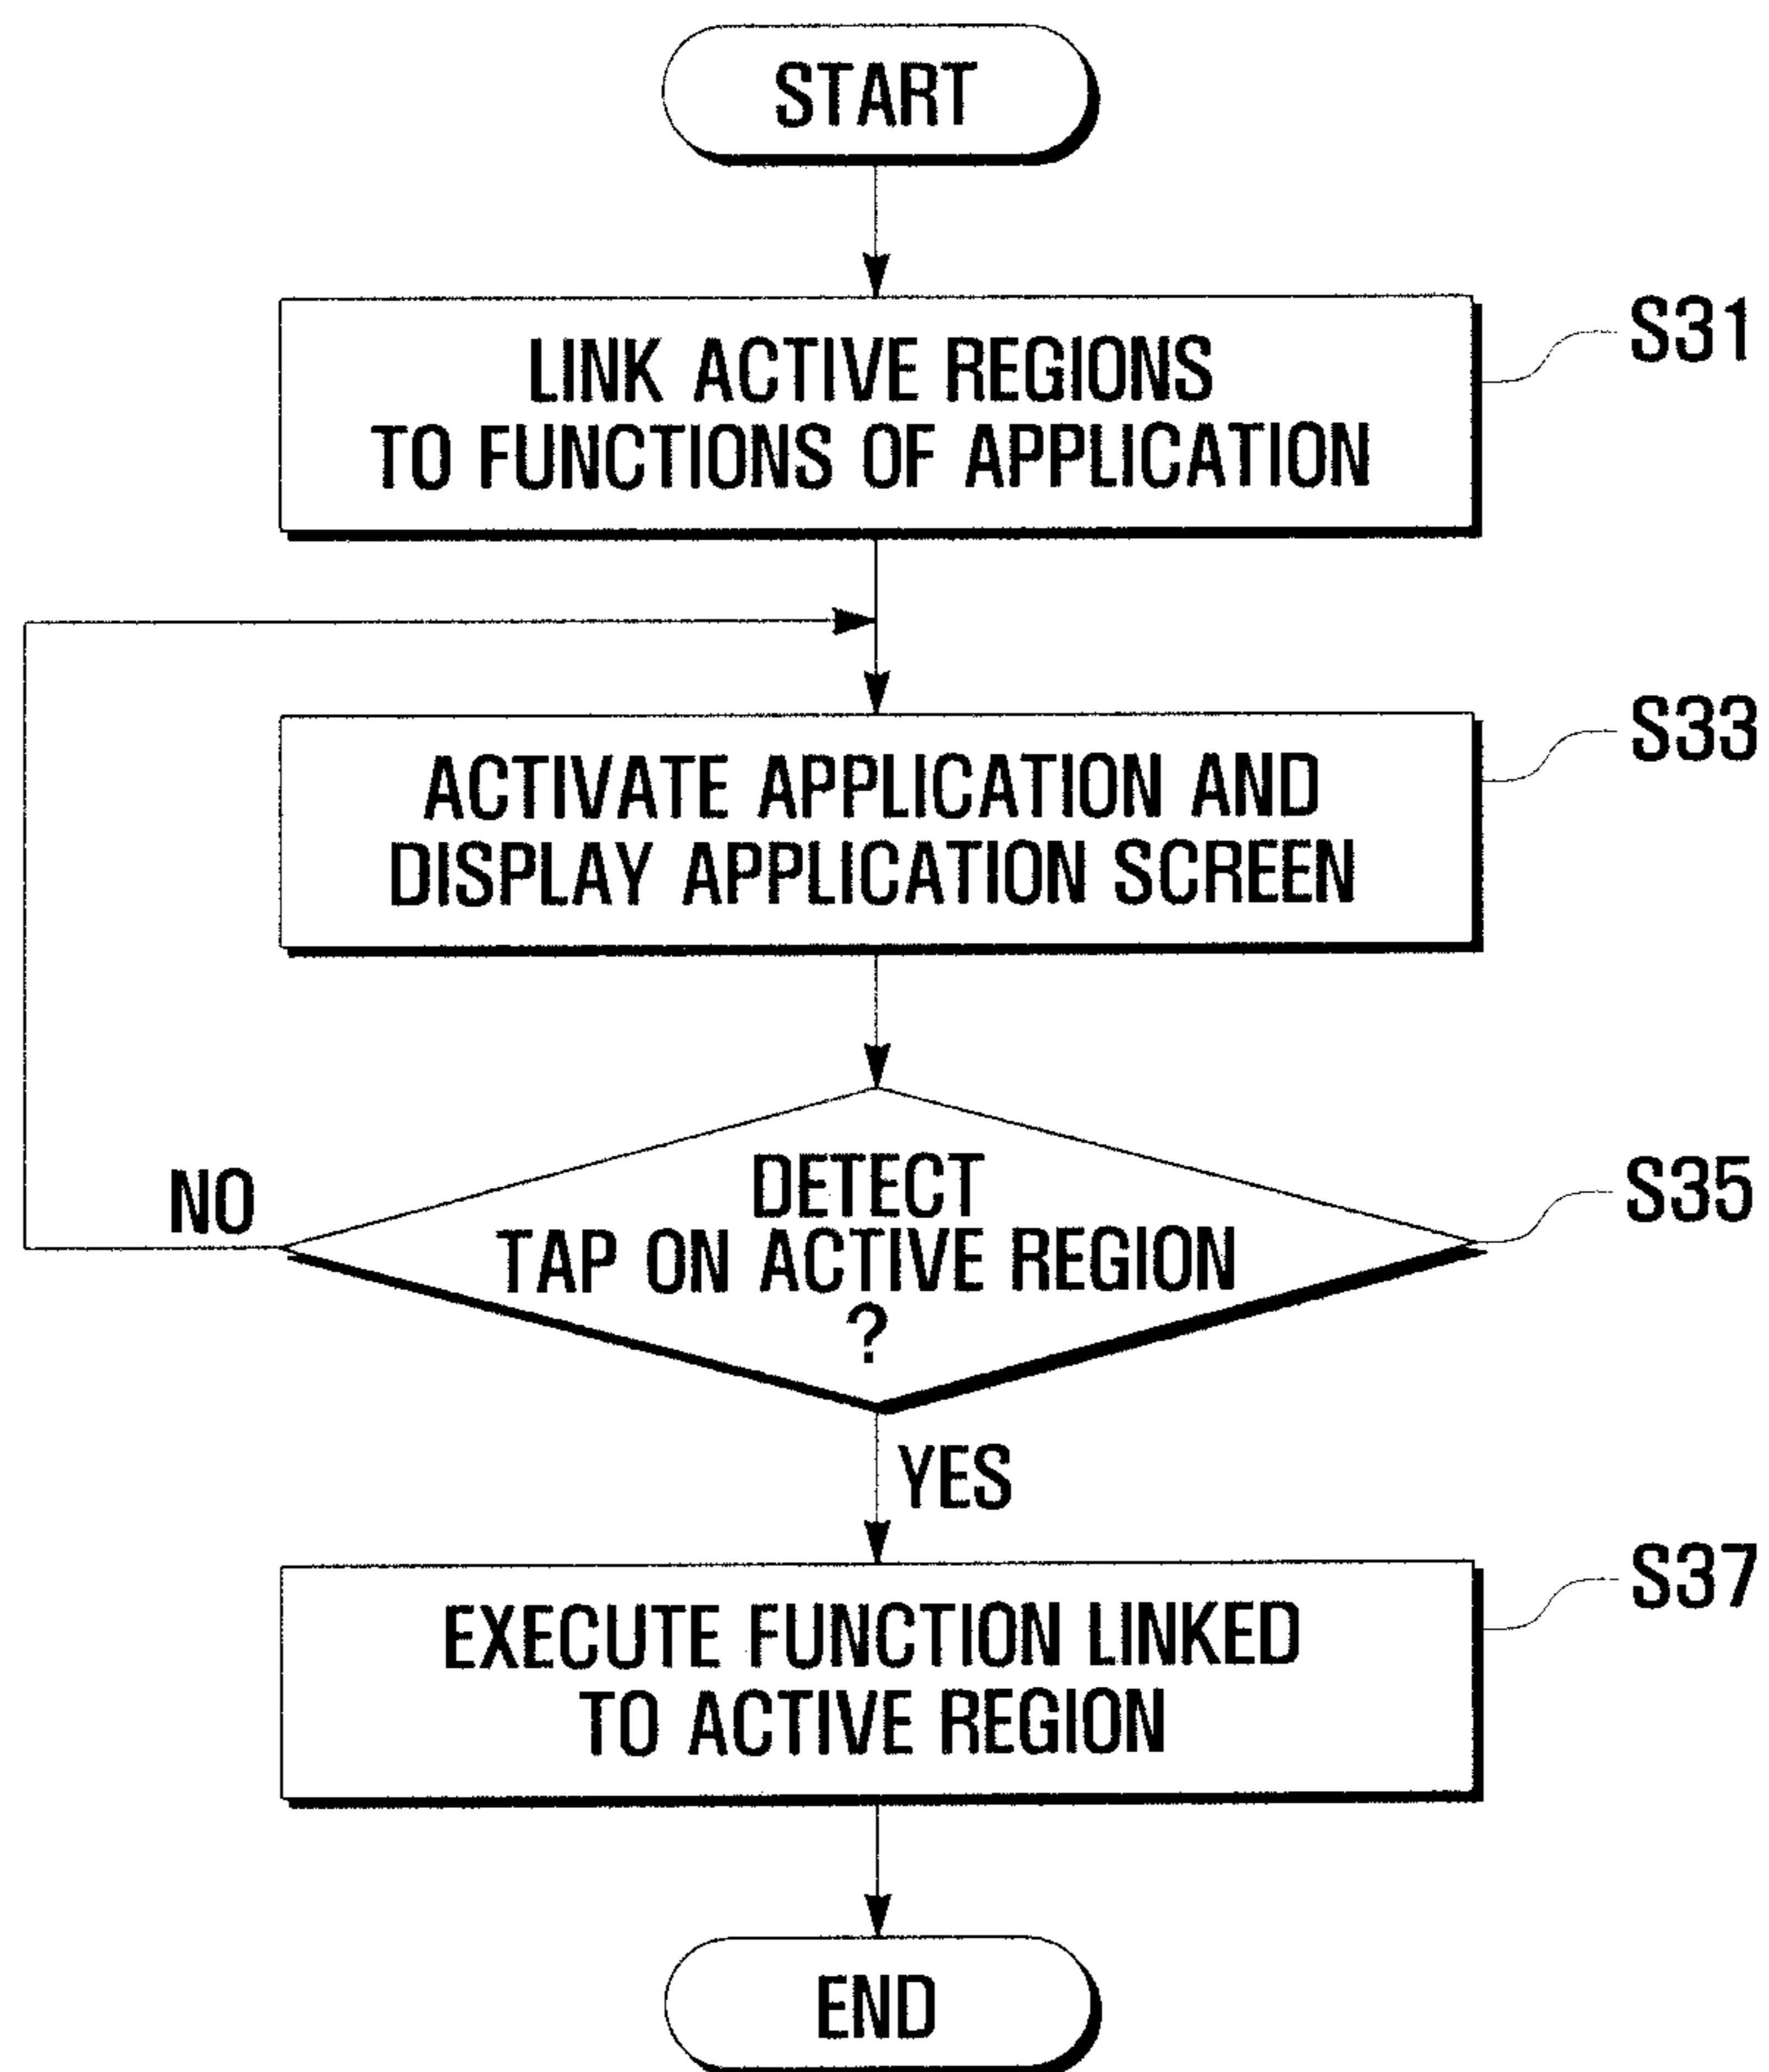 START
LINK ACTIVE REGIONS
TO FUNCTIONS OF APPLICATION
S31
ACTIVATE APPLICATION AND
DISPLAY APPLICATION SCREEN
S33
DETECT
TAP ON ACTIVE REGION
?
S35
NO
YES
EXECUTE FUNCTION LINKED
TO ACTIVE REGION
S37
END